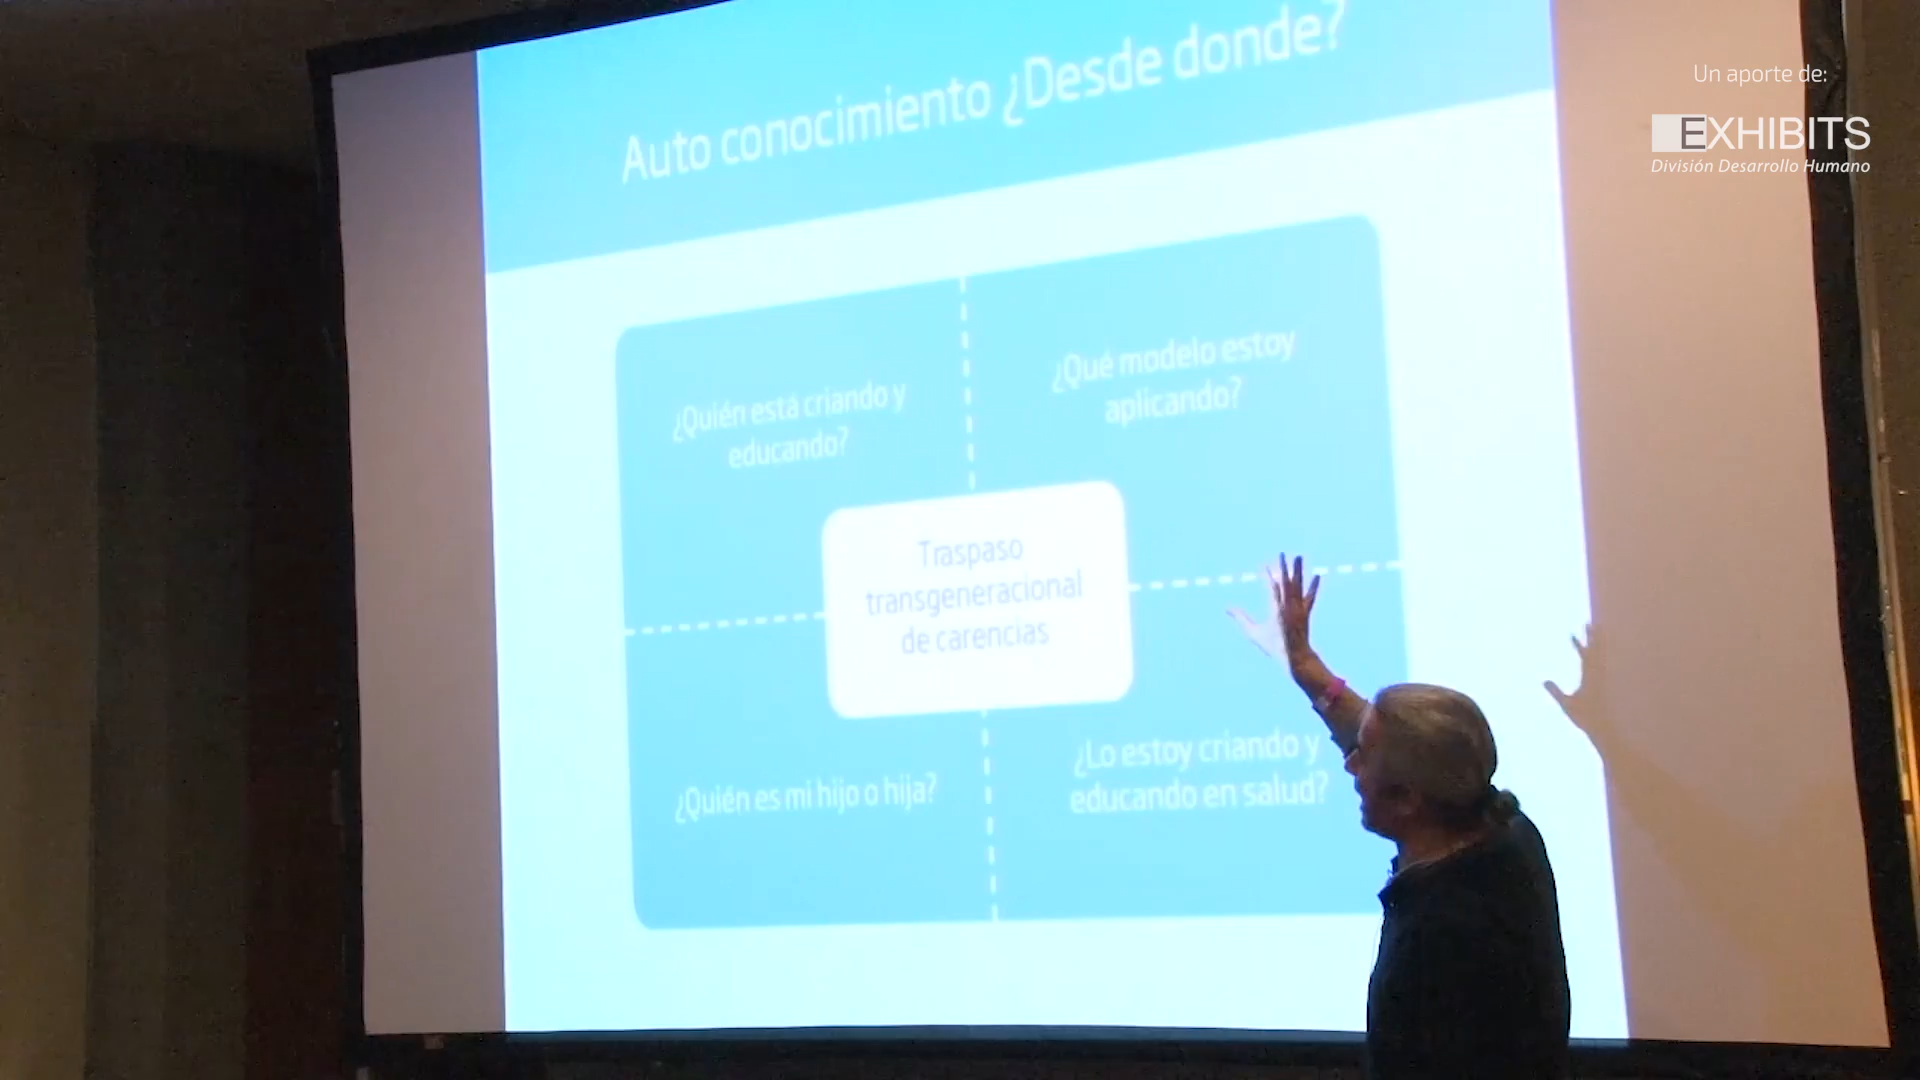 Auto conocimiento ¿Desde donde?
Un aporte de:
EXHIBITS
División Desarrollo Humano
¿Quién está criando y
educando?
¿Qué modelo estoy
aplicando?
Traspaso
transgeneracional
de carencias
¿Quién es mi hijo o hija?
¿Lo estoy criando y
educando en salud?